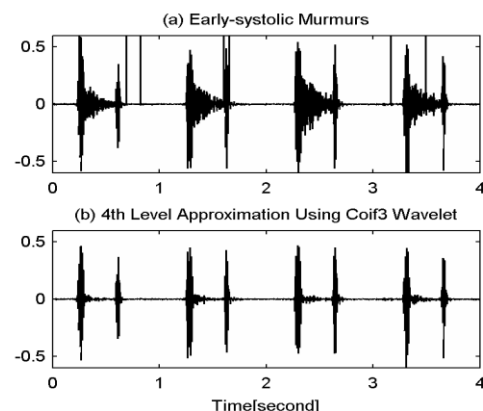 (a) Early-systolic Murmurs
0.5
0
-0.5
0 1 2 3 4
(b) 4th Level Approximation Using Coif3 Wavelet
0.5
0
-0.5
0 1 2 3 4
Time[second]